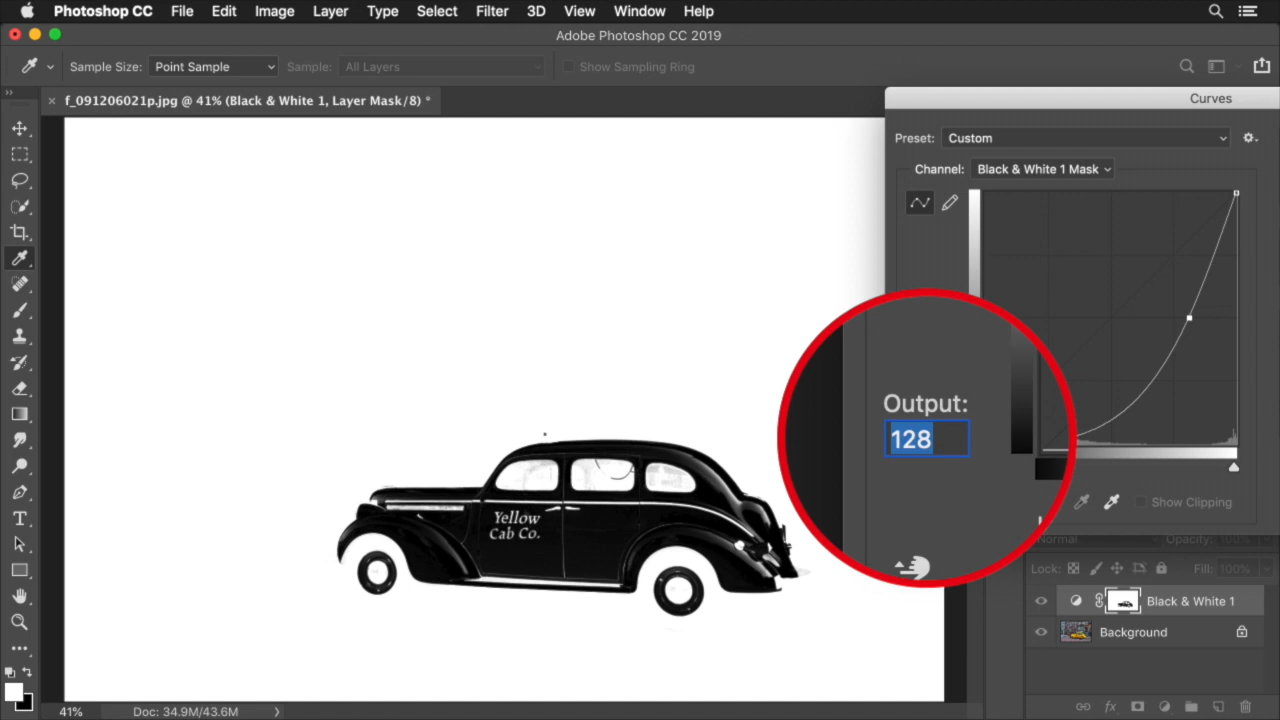 Photoshop CC File Edit Image Layer Type Select Filter 3D View Window Help
Adobe Photoshop CC 2019
Sample Size: Point Sample Sample: All Layers Show Sampling Ring
f_091206021p.jpg @ 41% (Black & White 1, Layer Mask/8) *
Curves
Preset: Custom
Channel: Black & White 1 Mask
Output:
128
Show Clipping
Yellow
Cab Co.
Normal Opacity: 100%
Lock: Fill: 100%
Black & White 1
Background
fx
41% Doc: 34.9M/43.6M